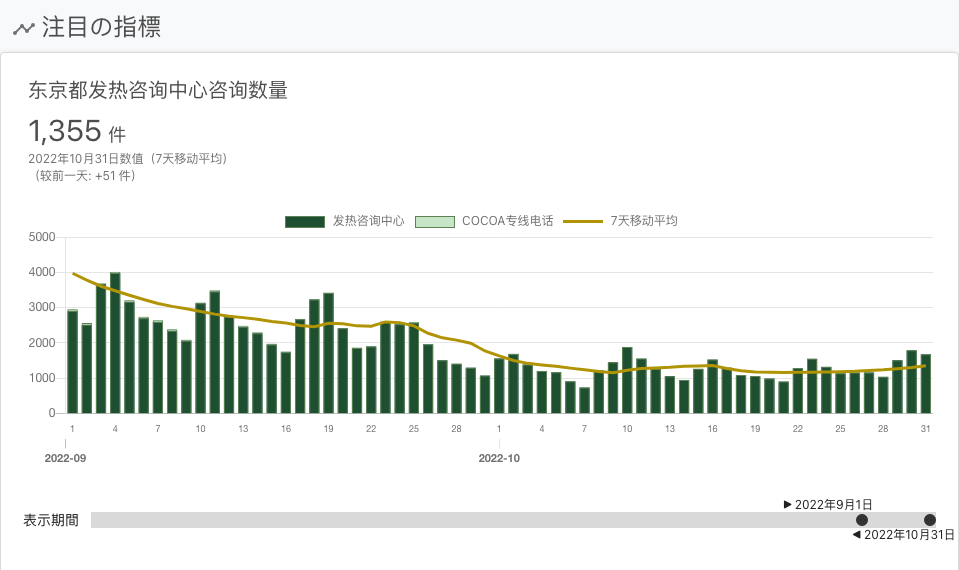 注目の指標
东京都发热咨询中心咨询数量
1,355 件
2022年10月31日数值（7天移动平均）
（较前一天: +51 件）
发热咨询中心 COCOA专线电话 7天移动平均
5000
4000
3000
2000
1000
0
1 4 7 10 13 16 19 22 25 28 1 4 7 10 13 16 19 22 25 28 31
2022-09 2022-10
2022年9月1日
表示期間
2022年10月31日